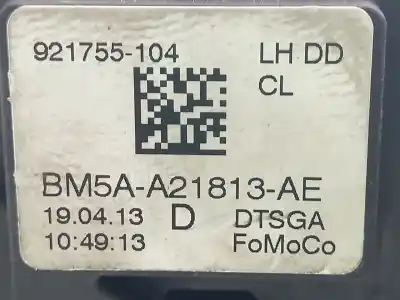 921755-104 LH DD
CL
BM5A-A21813-AE
19.04.13 D DTSGA
10:49:13 FoMoCo